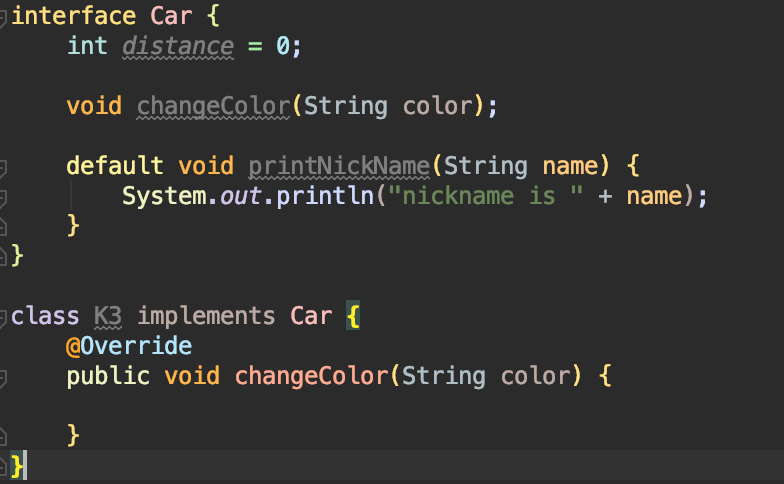 interface Car {
    int distance = 0;

    void changeColor(String color);

    default void printNickName(String name) {
        System.out.println("nickname is " + name);
    }
}

class K3 implements Car {
    @Override
    public void changeColor(String color) {

    }
}